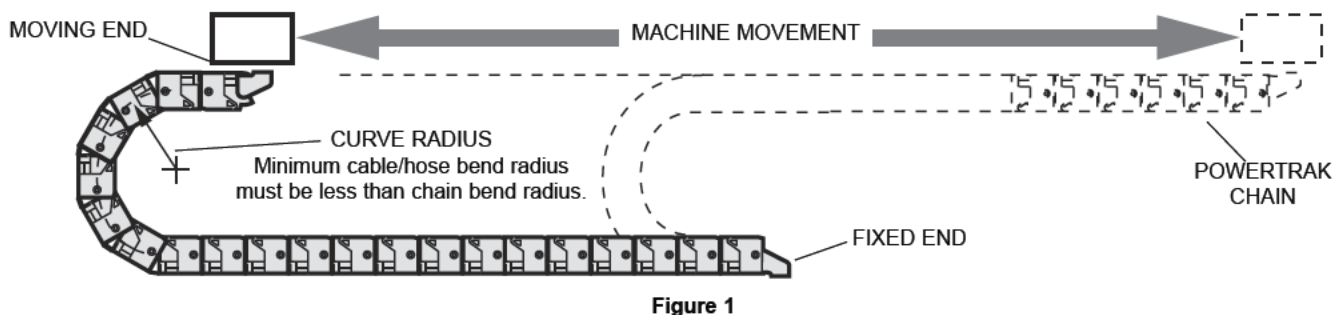 MOVING END
MACHINE MOVEMENT
CURVE RADIUS
Minimum cable/hose bend radius
must be less than chain bend radius.
POWERTRAK
CHAIN
FIXED END
Figure 1